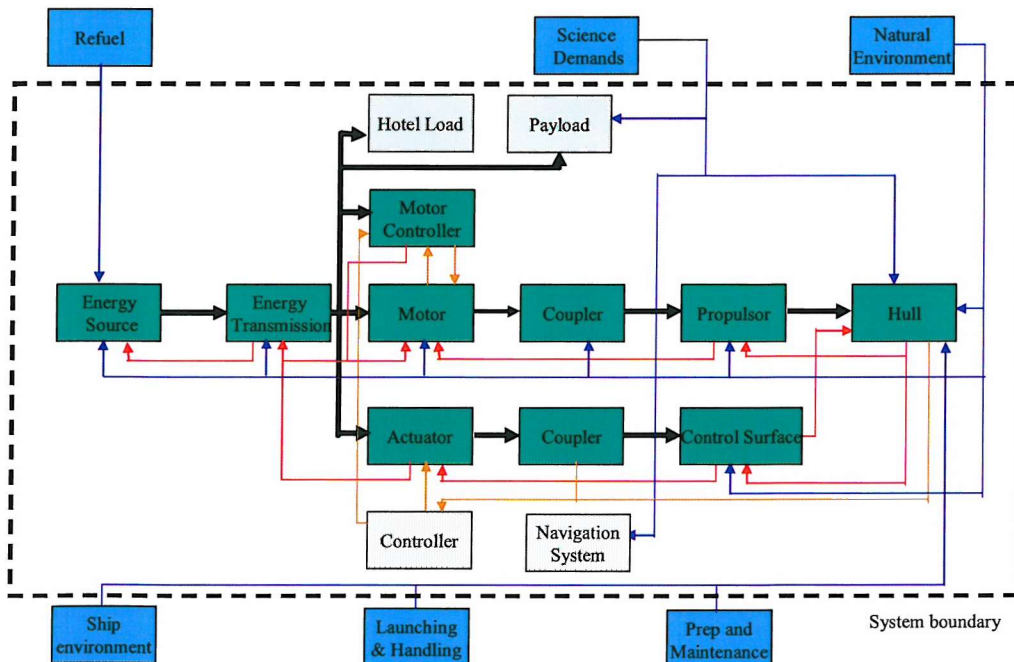 Refuel
Science
Demands
Natural
Environment
Hotel Load
Payload
Motor
Controller
Energy
Source
Energy
Transmission
Motor
Coupler
Propulsor
Hull
Actuator
Coupler
Control Surface
Controller
Navigation
System
Ship
environment
Launching
& Handling
Prep and
Maintenance
System boundary